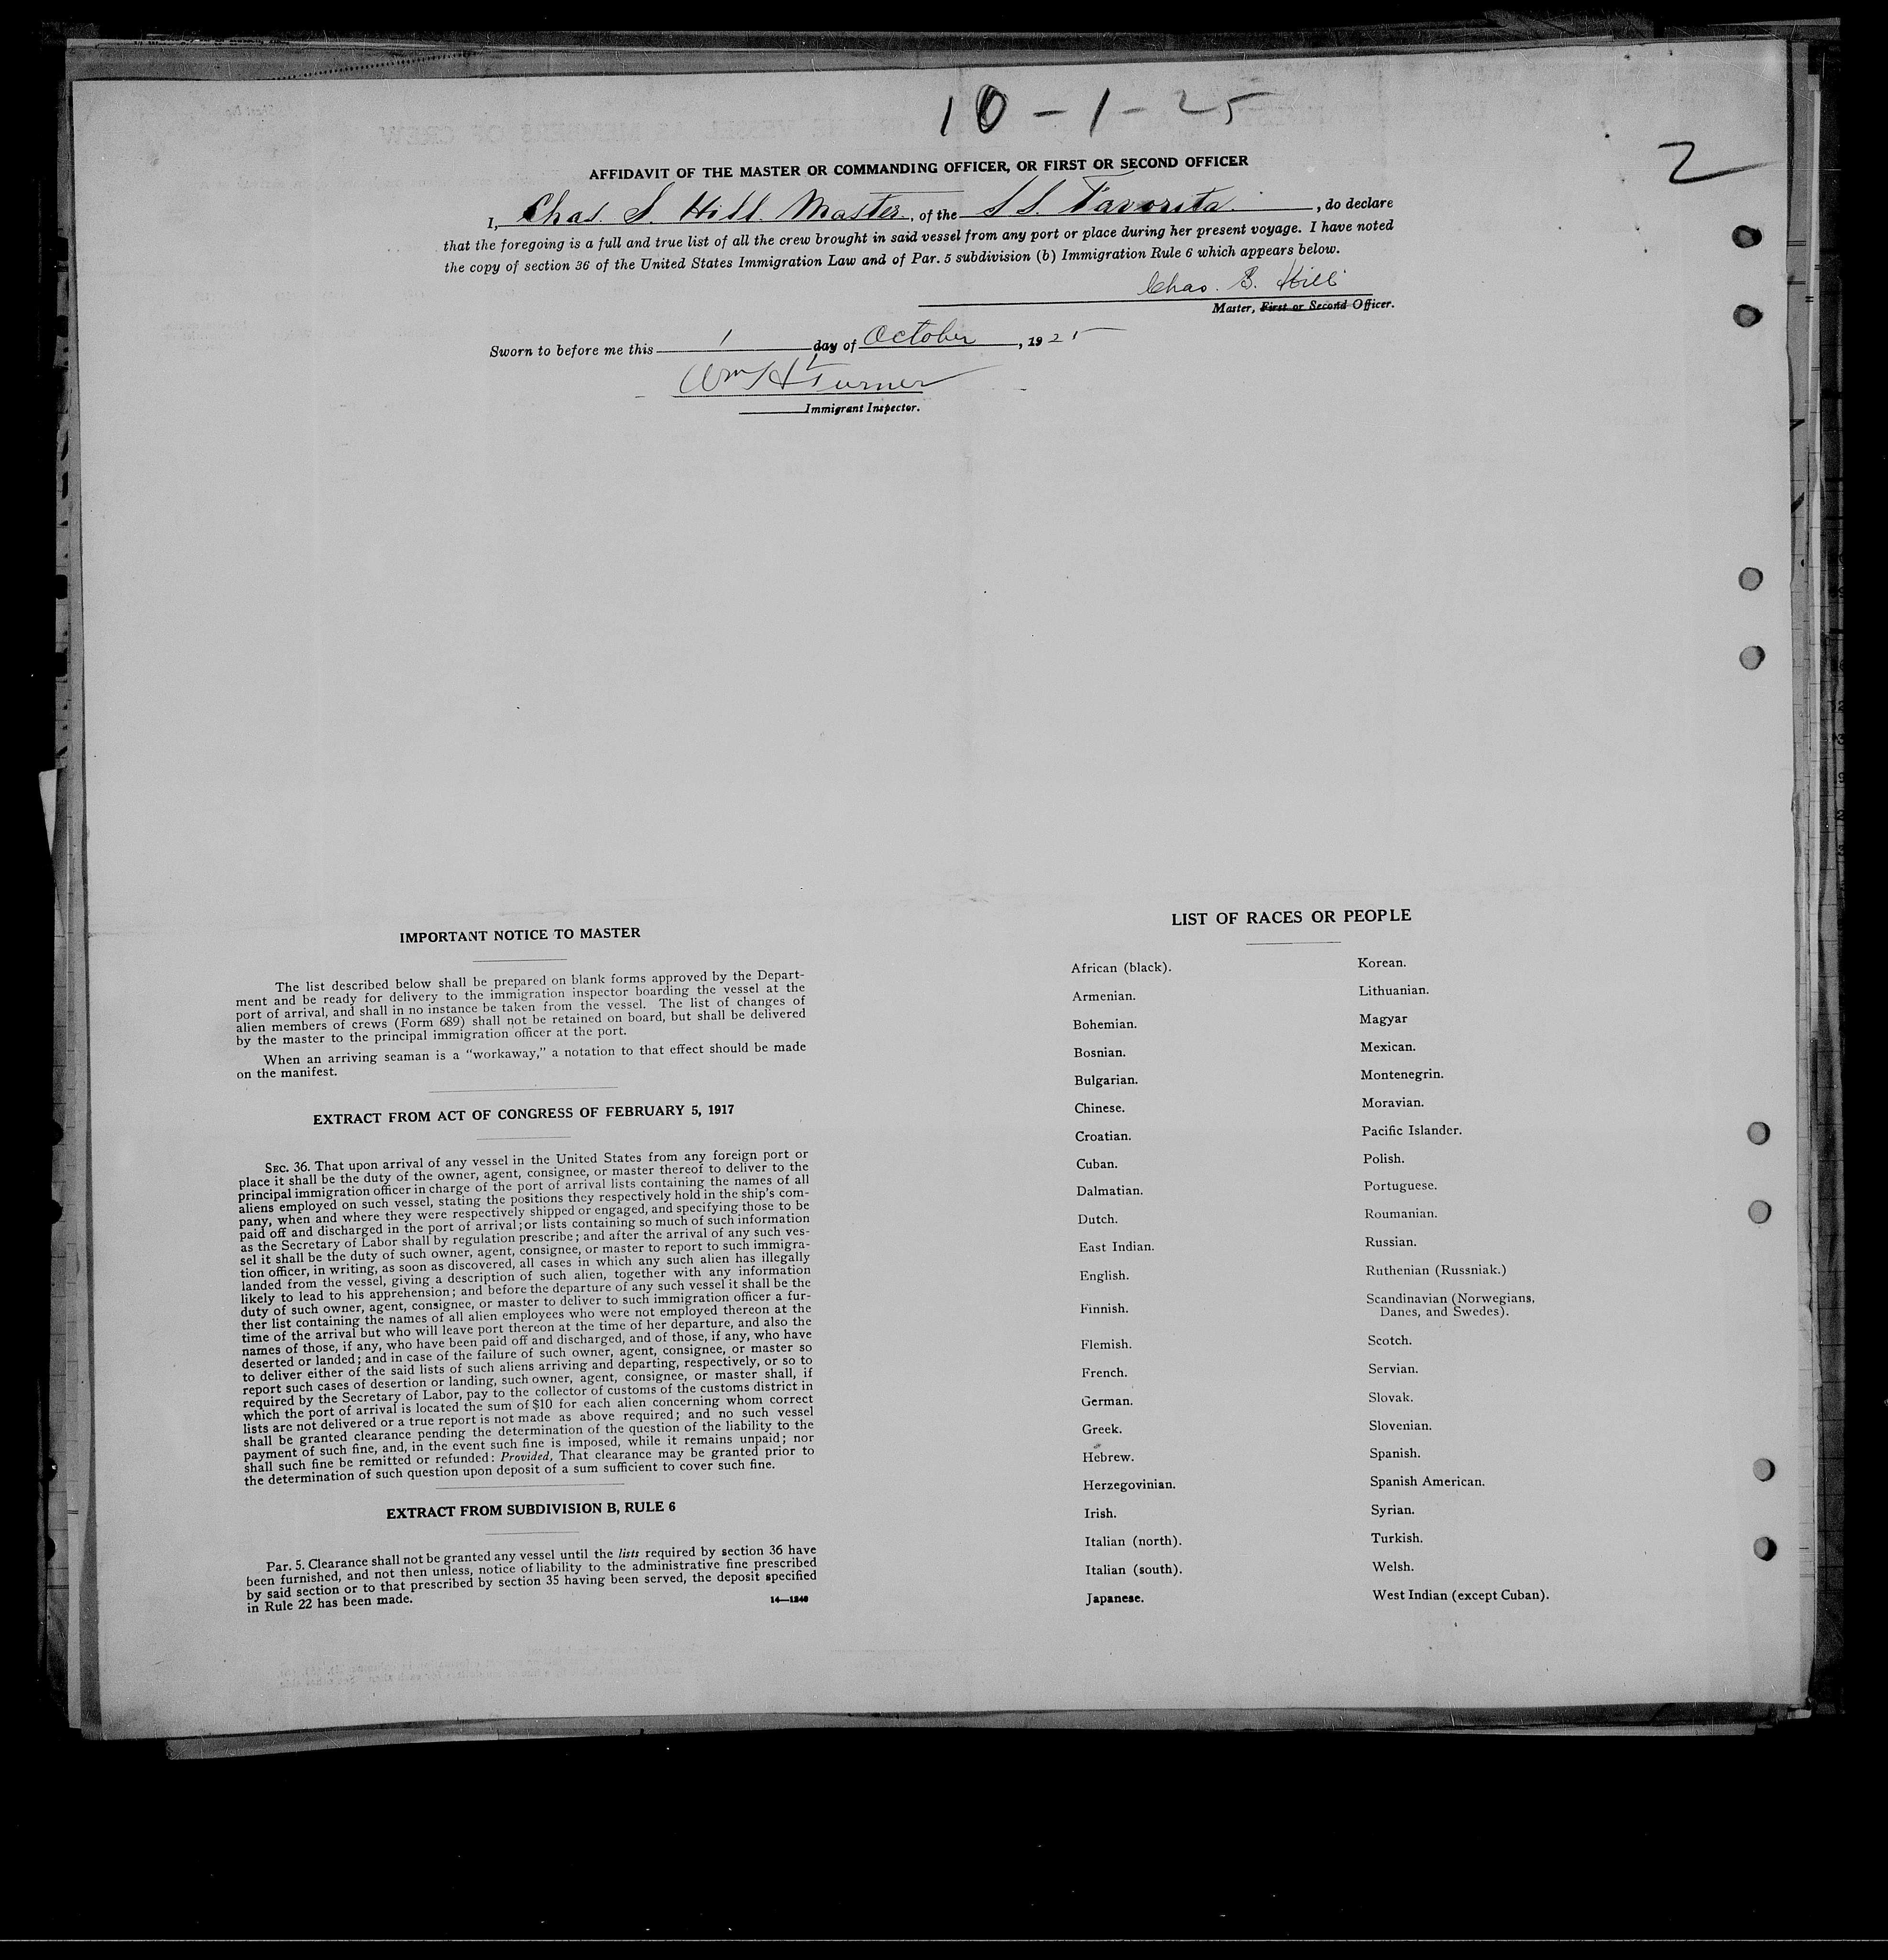 10-1-25
2
AFFIDAVIT OF THE MASTER OR COMMANDING OFFICER, OR FIRST OR SECOND OFFICER
I, Chas. S. Hill. Master, of the S S. Favorita. , do declare
that the foregoing is a full and true list of all the crew brought in said vessel from any port or place during her present voyage. I have noted
the copy of section 36 of the United States Immigration Law and of Par. 5 subdivision (b) Immigration Rule 6 which appears below.
Chas. S. Hill
Master, First or Second Officer.
Sworn to before me this 1 day of October, 1925
Wm H Turner
Immigrant Inspector.
IMPORTANT NOTICE TO MASTER
The list described below shall be prepared on blank forms approved by the Depart-
ment and be ready for delivery to the immigration inspector boarding the vessel at the
port of arrival, and shall in no instance be taken from the vessel. The list of changes of
alien members of crews (Form 689) shall not be retained on board, but shall be delivered
by the master to the principal immigration officer at the port.
When an arriving seaman is a "workaway," a notation to that effect should be made
on the manifest.
EXTRACT FROM ACT OF CONGRESS OF FEBRUARY 5, 1917
SEC. 36. That upon arrival of any vessel in the United States from any foreign port or
place it shall be the duty of the owner, agent, consignee, or master thereof to deliver to the
principal immigration officer in charge of the port of arrival lists containing the names of all
aliens employed on such vessel, stating the positions they respectively hold in the ship's com-
pany, when and where they were respectively shipped or engaged, and specifying those to be
paid off and discharged in the port of arrival; or lists containing so much of such information
as the Secretary of Labor shall by regulation prescribe; and after the arrival of any such ves-
sel it shall be the duty of such owner, agent, consignee, or master to report to such immigra-
tion officer, in writing, as soon as discovered, all cases in which any such alien has illegally
landed from the vessel, giving a description of such alien, together with any information
likely to lead to his apprehension; and before the departure of any such vessel it shall be the
duty of such owner, agent, consignee, or master to deliver to such immigration officer a fur-
ther list containing the names of all alien employees who were not employed thereon at the
time of the arrival but who will leave port thereon at the time of her departure, and also the
names of those, if any, who have been paid off and discharged, and of those, if any, who have
deserted or landed; and in case of the failure of such owner, agent, consignee, or master so
to deliver either of the said lists of such aliens arriving and departing, respectively, or so to
report such cases of desertion or landing, such owner, agent, consignee, or master shall, if
required by the Secretary of Labor, pay to the collector of customs of the customs district in
which the port of arrival is located the sum of $10 for each alien concerning whom correct
lists are not delivered or a true report is not made as above required; and no such vessel
shall be granted clearance pending the determination of the question of the liability to the
payment of such fine, and, in the event such fine is imposed, while it remains unpaid; nor
shall such fine be remitted or refunded: Provided, That clearance may be granted prior to
the determination of such question upon deposit of a sum sufficient to cover such fine.
EXTRACT FROM SUBDIVISION B, RULE 6
Par. 5. Clearance shall not be granted any vessel until the lists required by section 36 have
been furnished, and not then unless, notice of liability to the administrative fine prescribed
by said section or to that prescribed by section 35 having been served, the deposit specified
in Rule 22 has been made.
14—1240
LIST OF RACES OR PEOPLE
African (black).
Armenian.
Bohemian.
Bosnian.
Bulgarian.
Chinese.
Croatian.
Cuban.
Dalmatian.
Dutch.
East Indian.
English.
Finnish.
Flemish.
French.
German.
Greek.
Hebrew.
Herzegovinian.
Irish.
Italian (north).
Italian (south).
Japanese.
Korean.
Lithuanian.
Magyar
Mexican.
Montenegrin.
Moravian.
Pacific Islander.
Polish.
Portuguese.
Roumanian.
Russian.
Ruthenian (Russniak.)
Scandinavian (Norwegians,
Danes, and Swedes).
Scotch.
Servian.
Slovak.
Slovenian.
Spanish.
Spanish American.
Syrian.
Turkish.
Welsh.
West Indian (except Cuban).